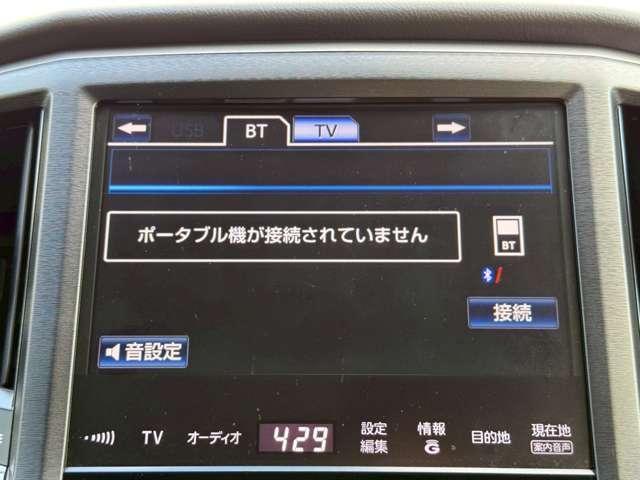 USB
BT
TV
ポータブル機が接続されていません
BT
接続
音設定
TV
オーディオ
429
設定
編集
情報
G
目的地
現在地
案内音声